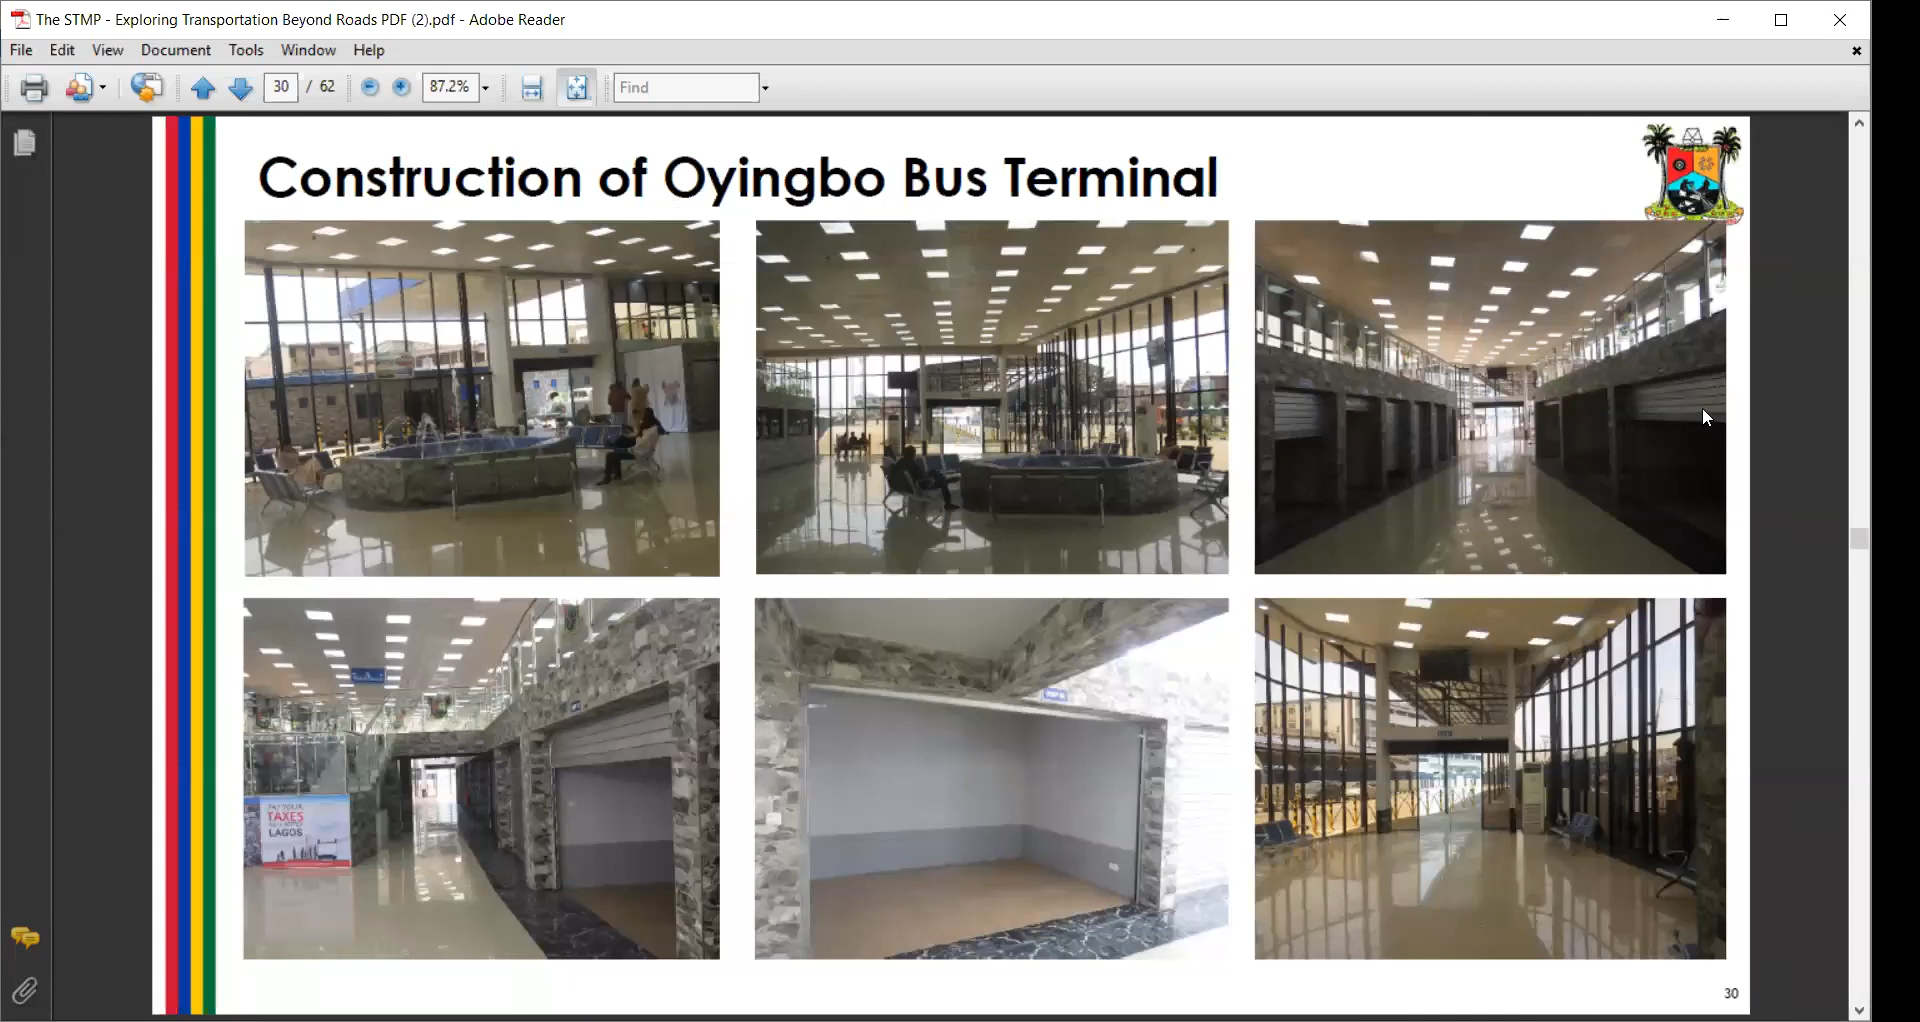 The STMP - Exploring Transportation Beyond Roads PDF (2).pdf - Adobe Reader
File Edit View Document Tools Window Help
30 / 62 87.2% Find
Construction of Oyingbo Bus Terminal
PAY YOUR
TAXES
LAGOS
30